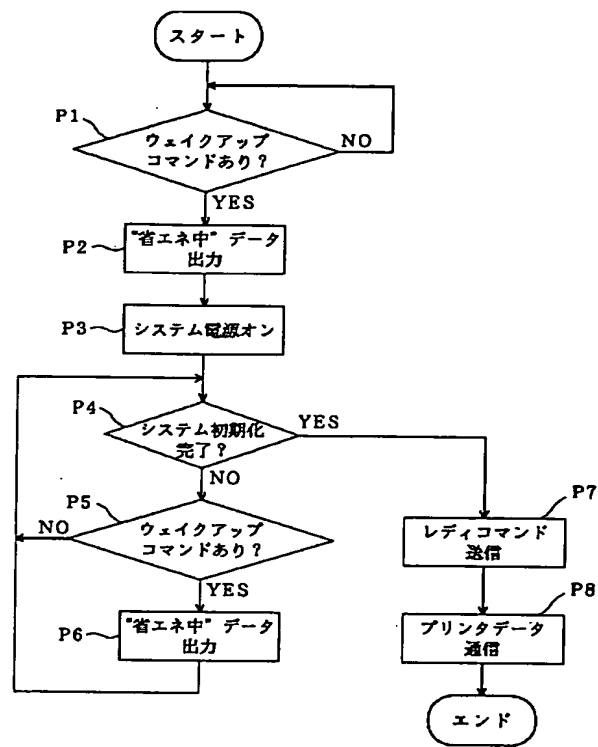 スタート
P1
ウェイクアップ
コマンドあり？
NO
YES
P2
"省エネ中" データ
出力
P3
システム電源オン
P4
システム初期化
完了？
YES
NO
P5
ウェイクアップ
コマンドあり？
NO
YES
P6
"省エネ中" データ
出力
P7
レディコマンド
送信
P8
プリンタデータ
通信
エンド